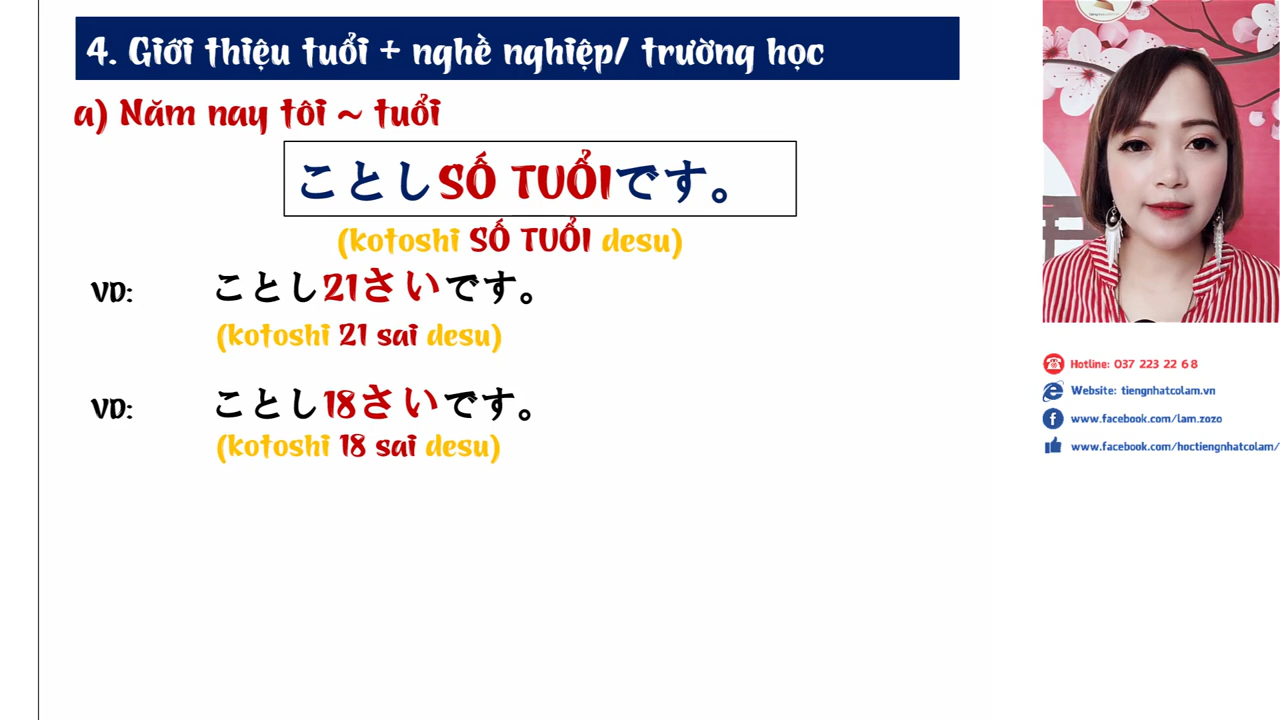 4. Giới thiệu tuổi + nghề nghiệp/ trường học
a) Năm nay tôi ~ tuổi
ことしSỐ TUỔIです。
(kotoshi SỐ TUỔI desu)
VD: ことし21さいです。
(kotoshi 21 sai desu)
VD: ことし18さいです。
(kotoshi 18 sai desu)
Hotline: 037 223 22 68
Website: tiengnhatcolam.vn
www.facebook.com/lam.zozo
www.facebook.com/hoctiengnhatcolam/